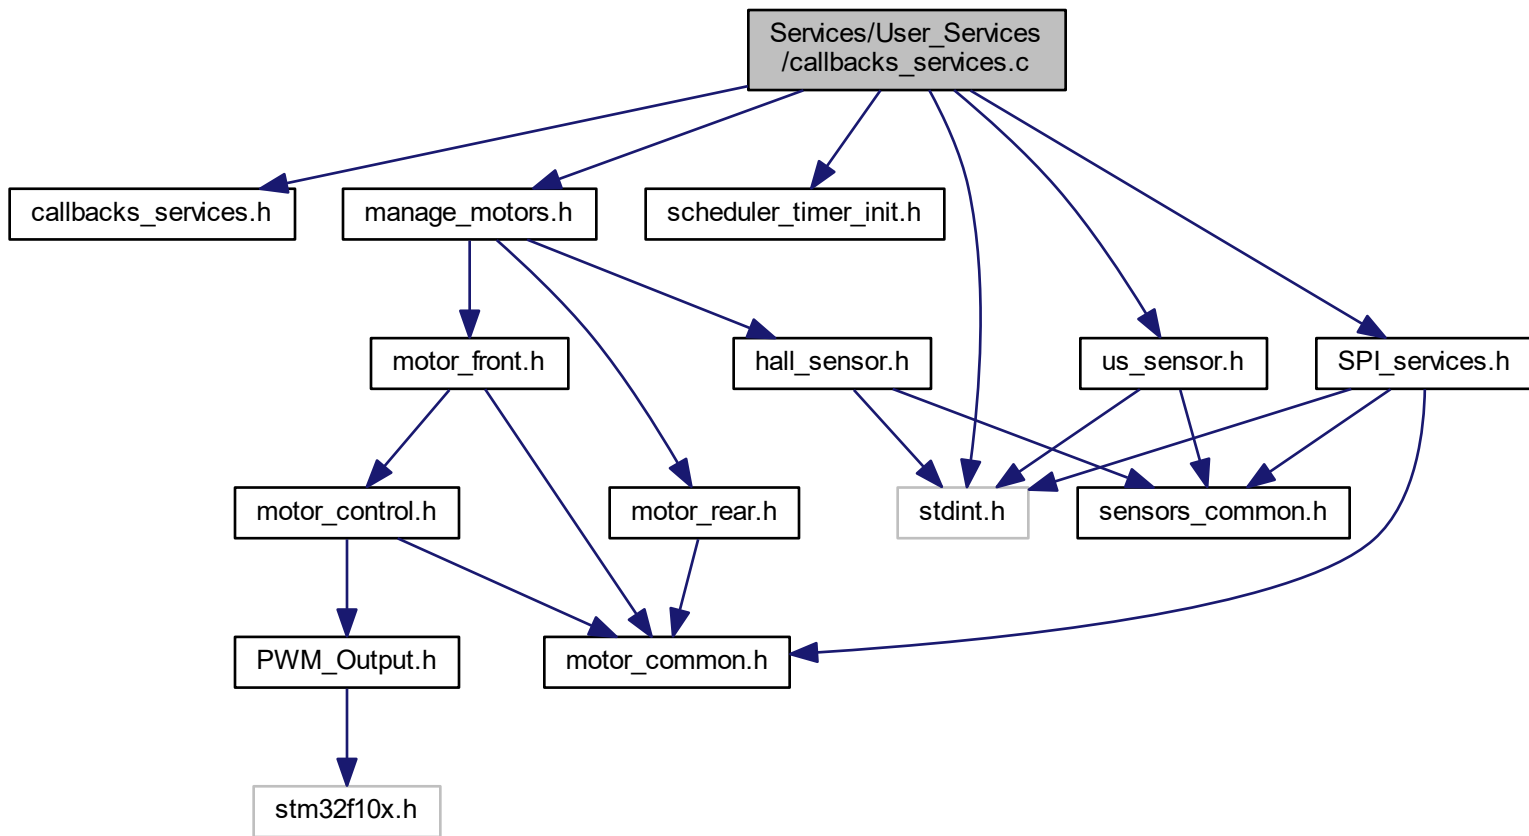 Services/User_Services
/callbacks_services.c
callbacks_services.h
manage_motors.h
scheduler_timer_init.h
motor_front.h
hall_sensor.h
us_sensor.h
SPI_services.h
motor_control.h
motor_rear.h
stdint.h
sensors_common.h
PWM_Output.h
motor_common.h
stm32f10x.h